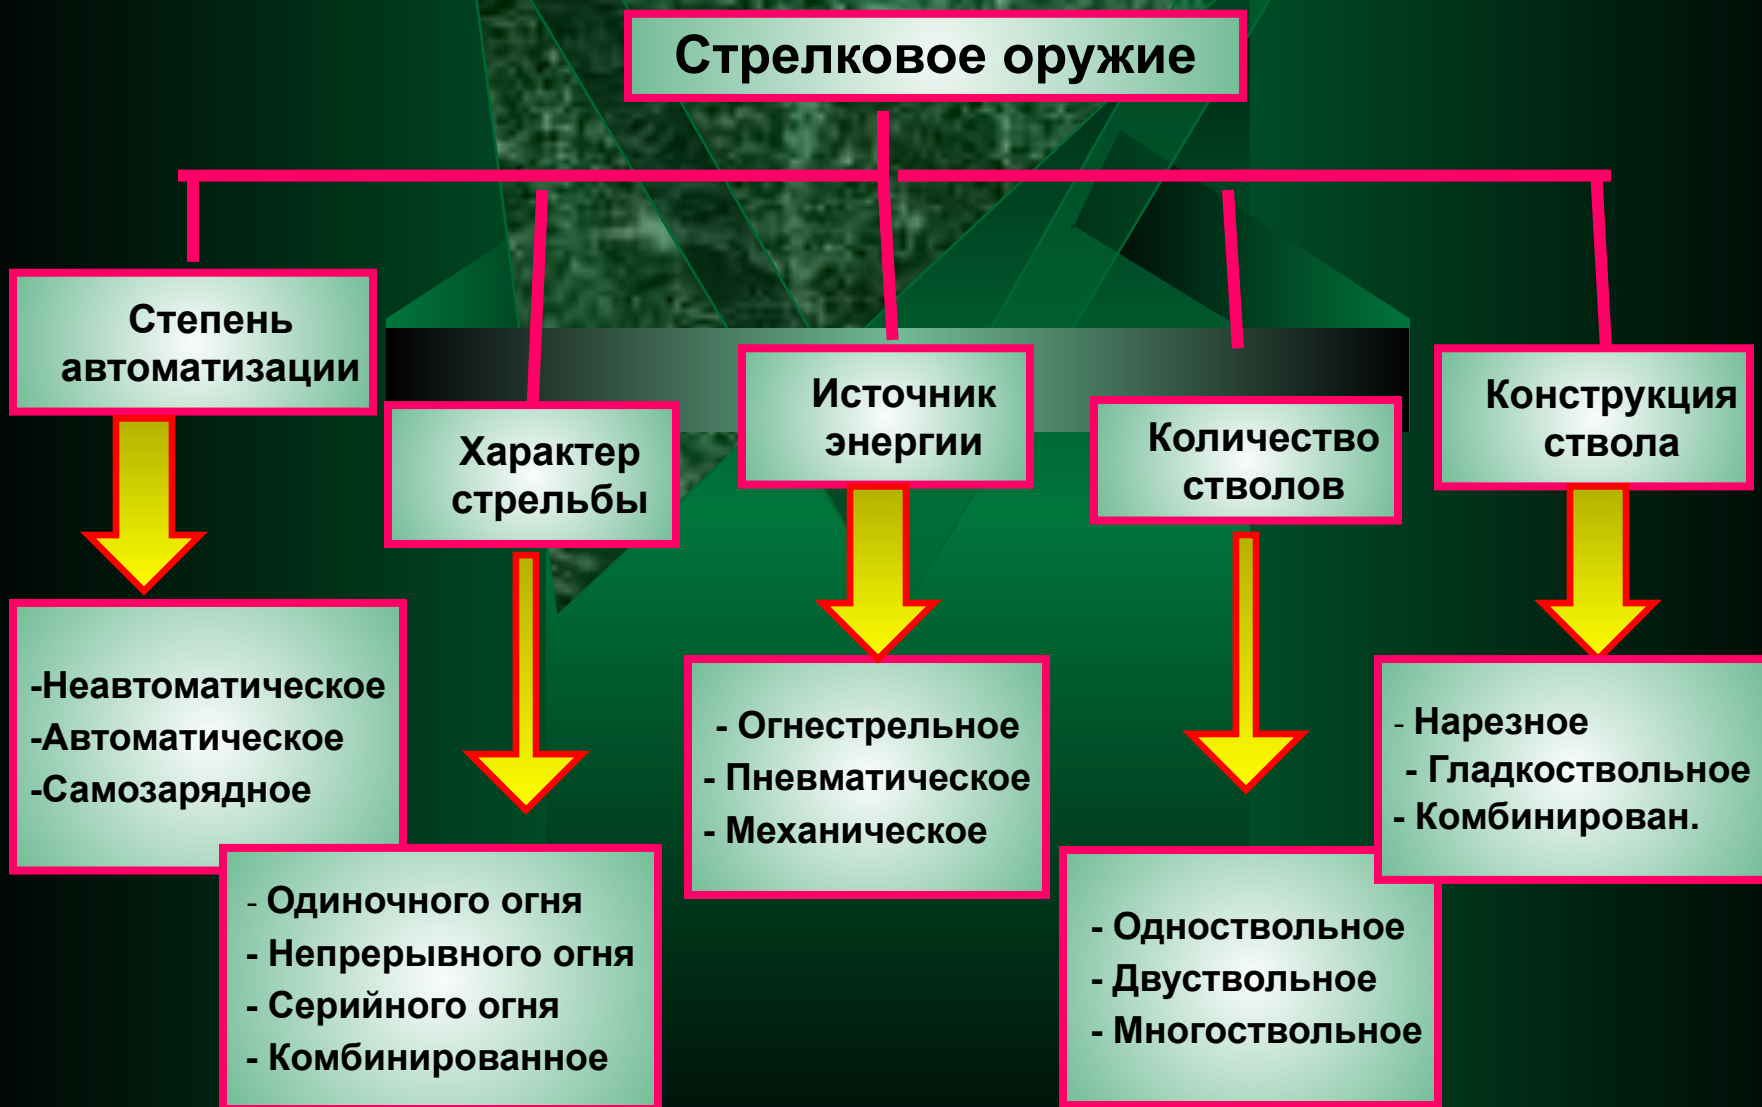 Стрелковое оружие
Степень
автоматизации
Характер
стрельбы
Источник
энергии
Количество
стволов
Конструкция
ствола
-Неавтоматическое
-Автоматическое
-Самозарядное
- Одиночного огня
- Непрерывного огня
- Серийного огня
- Комбинированное
- Огнестрельное
- Пневматическое
- Механическое
- Одноствольное
- Двуствольное
- Многоствольное
- Нарезное
- Гладкоствольное
- Комбинирован.